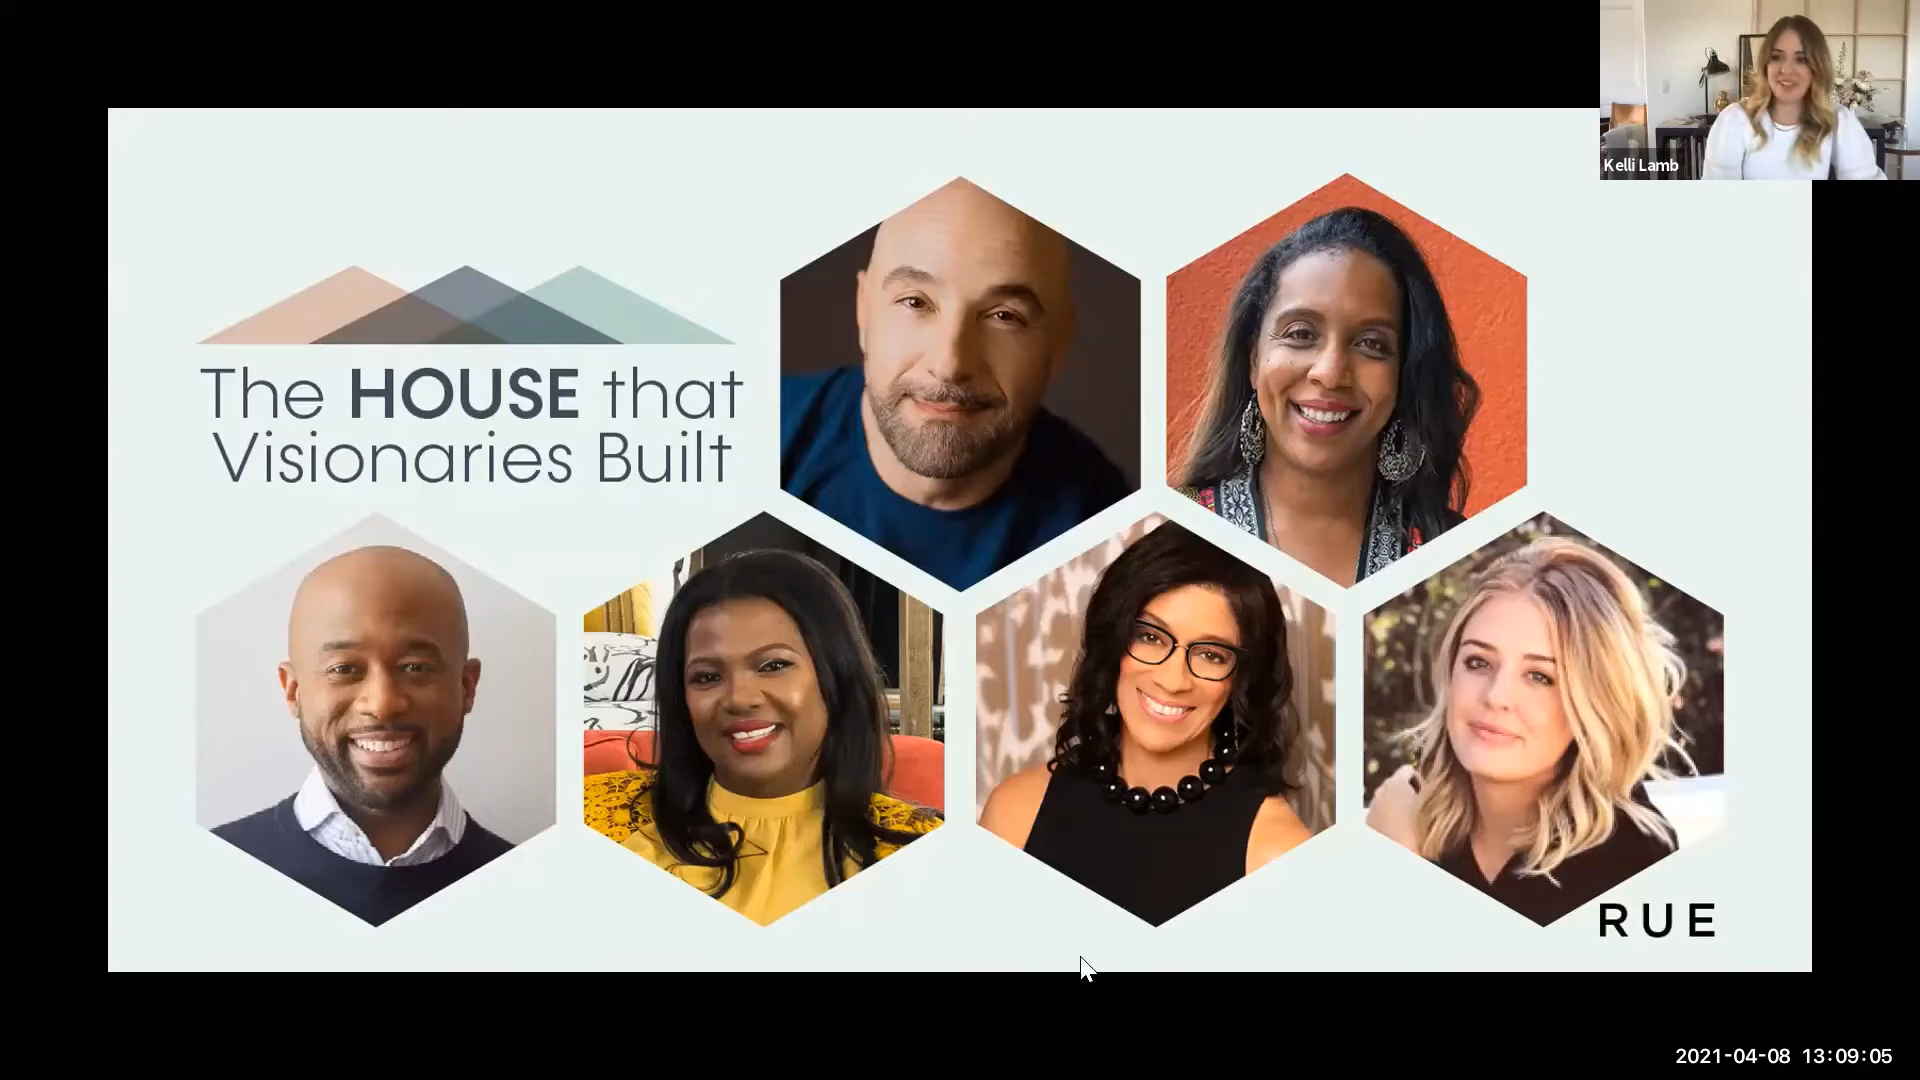 Kelli Lamb
The HOUSE that
Visionaries Built
RUE
2021-04-08 13:09:05